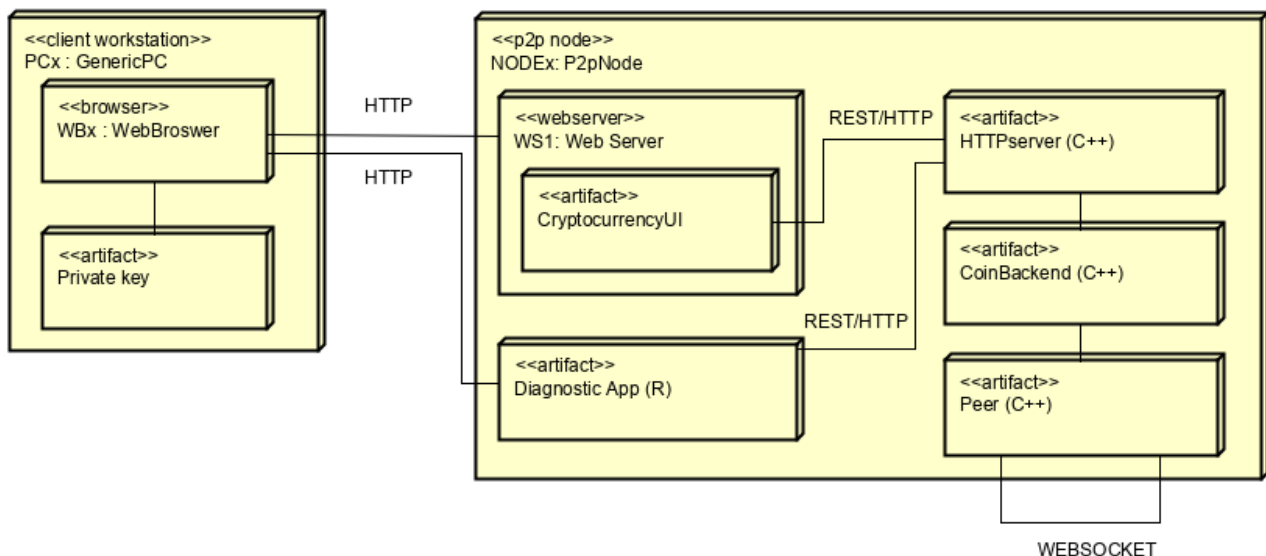 <<client workstation>>
PCx : GenericPC
<<browser>>
WBx : WebBroswer
<<artifact>>
Private key
HTTP
HTTP
<<p2p node>>
NODEx: P2pNode
<<webserver>>
WS1: Web Server
<<artifact>>
CryptocurrencyUI
<<artifact>>
Diagnostic App (R)
REST/HTTP
REST/HTTP
<<artifact>>
HTTPserver (C++)
<<artifact>>
CoinBackend (C++)
<<artifact>>
Peer (C++)
WEBSOCKET